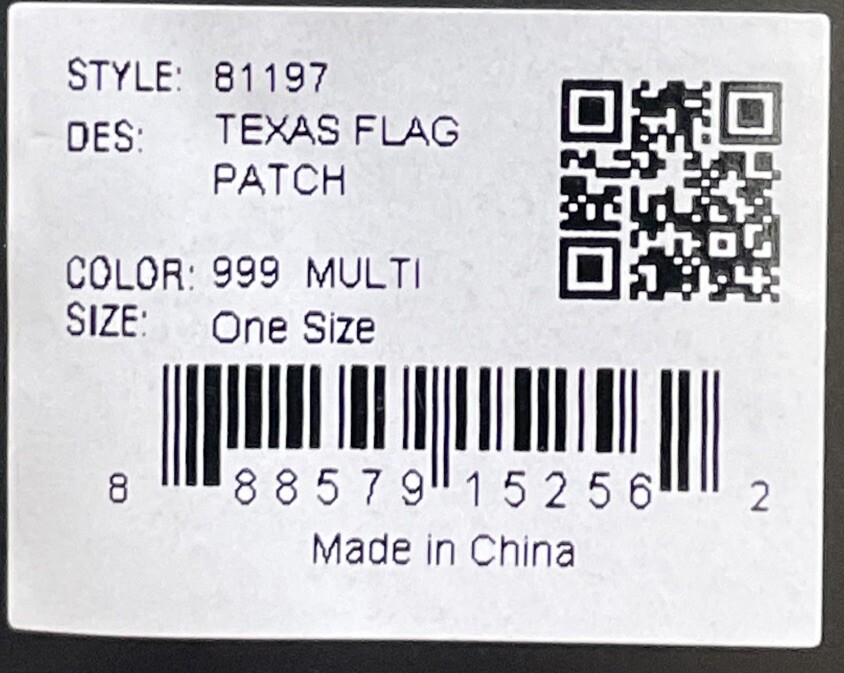 STYLE: 81197
DES: TEXAS FLAG
PATCH
COLOR: 999 MULTI
SIZE: One Size
8 88579 15256 2
Made in China